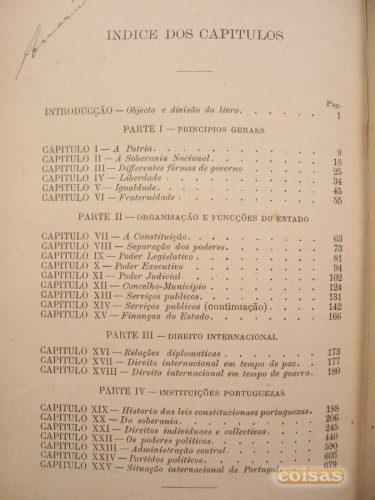 INDICE DOS CAPITULOS
Pag.
INTRODUCÇÃO — Objecto e divisão do livro. . . . . . . 1
PARTE I — PRINCIPIOS GERAES
CAPITULO I — A Patria . . . . . . . 9
CAPITULO II — A Soberania Nacional . . . . . . . 18
CAPITULO III — Differentes fórmas de governo . . . . . . . 25
CAPITULO IV — Liberdade . . . . . . . 34
CAPITULO V — Igualdade . . . . . . . 45
CAPITULO VI — Fraternidade . . . . . . . 55
PARTE II — ORGANISAÇÃO E FUNCÇÕES DO ESTADO
CAPITULO VII — A Constituição . . . . . . . 63
CAPITULO VIII — Separação dos poderes . . . . . . . 73
CAPITULO IX — Poder Legislativo . . . . . . . 81
CAPITULO X — Poder Executivo . . . . . . . 94
CAPITULO XI — Poder Judicial . . . . . . . 102
CAPITULO XII — Concelho-Municipio . . . . . . . 124
CAPITULO XIII — Serviços publicos . . . . . . . 131
CAPITULO XIV — Serviços publicos (continuação) . . . . . . . 142
CAPITULO XV — Finanças do Estado . . . . . . . 166
PARTE III — DIREITO INTERNACIONAL
CAPITULO XVI — Relações diplomaticas . . . . . . . 173
CAPITULO XVII — Direito internacional em tempo de paz. . . . 177
CAPITULO XVIII — Direito internacional em tempo de guerra . . 180
PARTE IV — INSTITUIÇÕES PORTUGUEZAS
CAPITULO XIX — Historia das leis constitucionaes portuguezas. 188
CAPITULO XX — Da soberania . . . . . . . 206
CAPITULO XXI — Direitos individuaes e collectivos. . . . . 245
CAPITULO XXII — Os poderes politicos. . . . . . . 440
CAPITULO XXIII — Administração central . . . . . . . 590
CAPITULO XXIV — Partidos politicos. . . . . . . 605
CAPITULO XXV — Situação internacional de Portugal. . . . 679
coisas